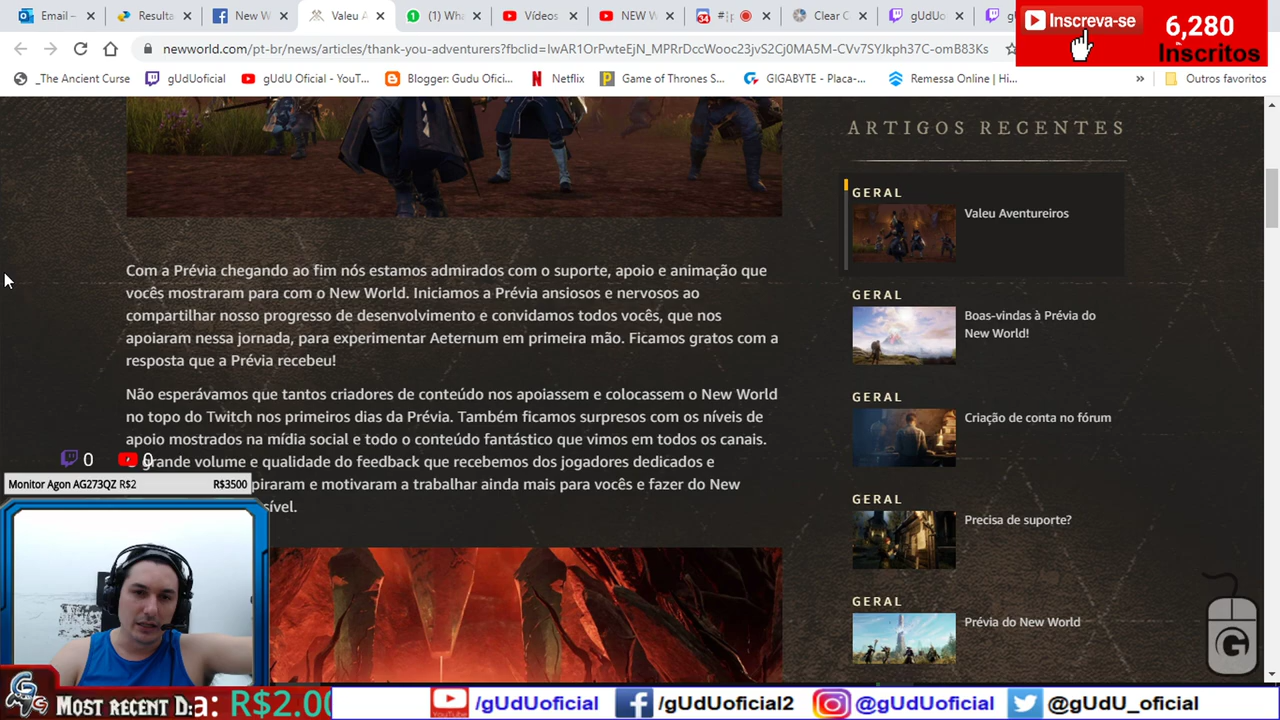 Email –
Resulta
New W
Valeu A
(1) Wha
Vídeos
NEW W
34
#
Clear C
gUdUo
Inscreva-se
6,280
Inscritos
newworld.com/pt-br/news/articles/thank-you-adventurers?fbclid=IwAR1OrPwteEjN_MPRrDccWooc23jvS2Cj0MA5M-CVv7SYJkph37C-omB83Ks
_The Ancient Curse
gUdUoficial
gUdU Oficial - YouT...
Blogger: Gudu Ofici...
Netflix
Game of Thrones S...
GIGABYTE - Placa-...
Remessa Online | Hi...
»
Outros favoritos
ARTIGOS RECENTES
GERAL
Valeu Aventureiros
Com a Prévia chegando ao fim nós estamos admirados com o suporte, apoio e animação que
vocês mostraram para com o New World. Iniciamos a Prévia ansiosos e nervosos ao
compartilhar nosso progresso de desenvolvimento e convidamos todos vocês, que nos
apoiaram nessa jornada, para experimentar Aeternum em primeira mão. Ficamos gratos com a
resposta que a Prévia recebeu!
GERAL
Boas-vindas à Prévia do
New World!
Não esperávamos que tantos criadores de conteúdo nos apoiassem e colocassem o New World
no topo do Twitch nos primeiros dias da Prévia. Também ficamos surpresos com os níveis de
apoio mostrados na mídia social e todo o conteúdo fantástico que vimos em todos os canais.
grande volume e qualidade do feedback que recebemos dos jogadores dedicados e
piraram e motivaram a trabalhar ainda mais para vocês e fazer do New
sível.
GERAL
Criação de conta no fórum
GERAL
Precisa de suporte?
GERAL
Prévia do New World
0
0
Monitor Agon AG273QZ R$2
R$3500
G
Most recent D
a: R$2.00
/gUdUoficial
/gUdUoficial2
@gUdUoficial
@gUdU_oficial